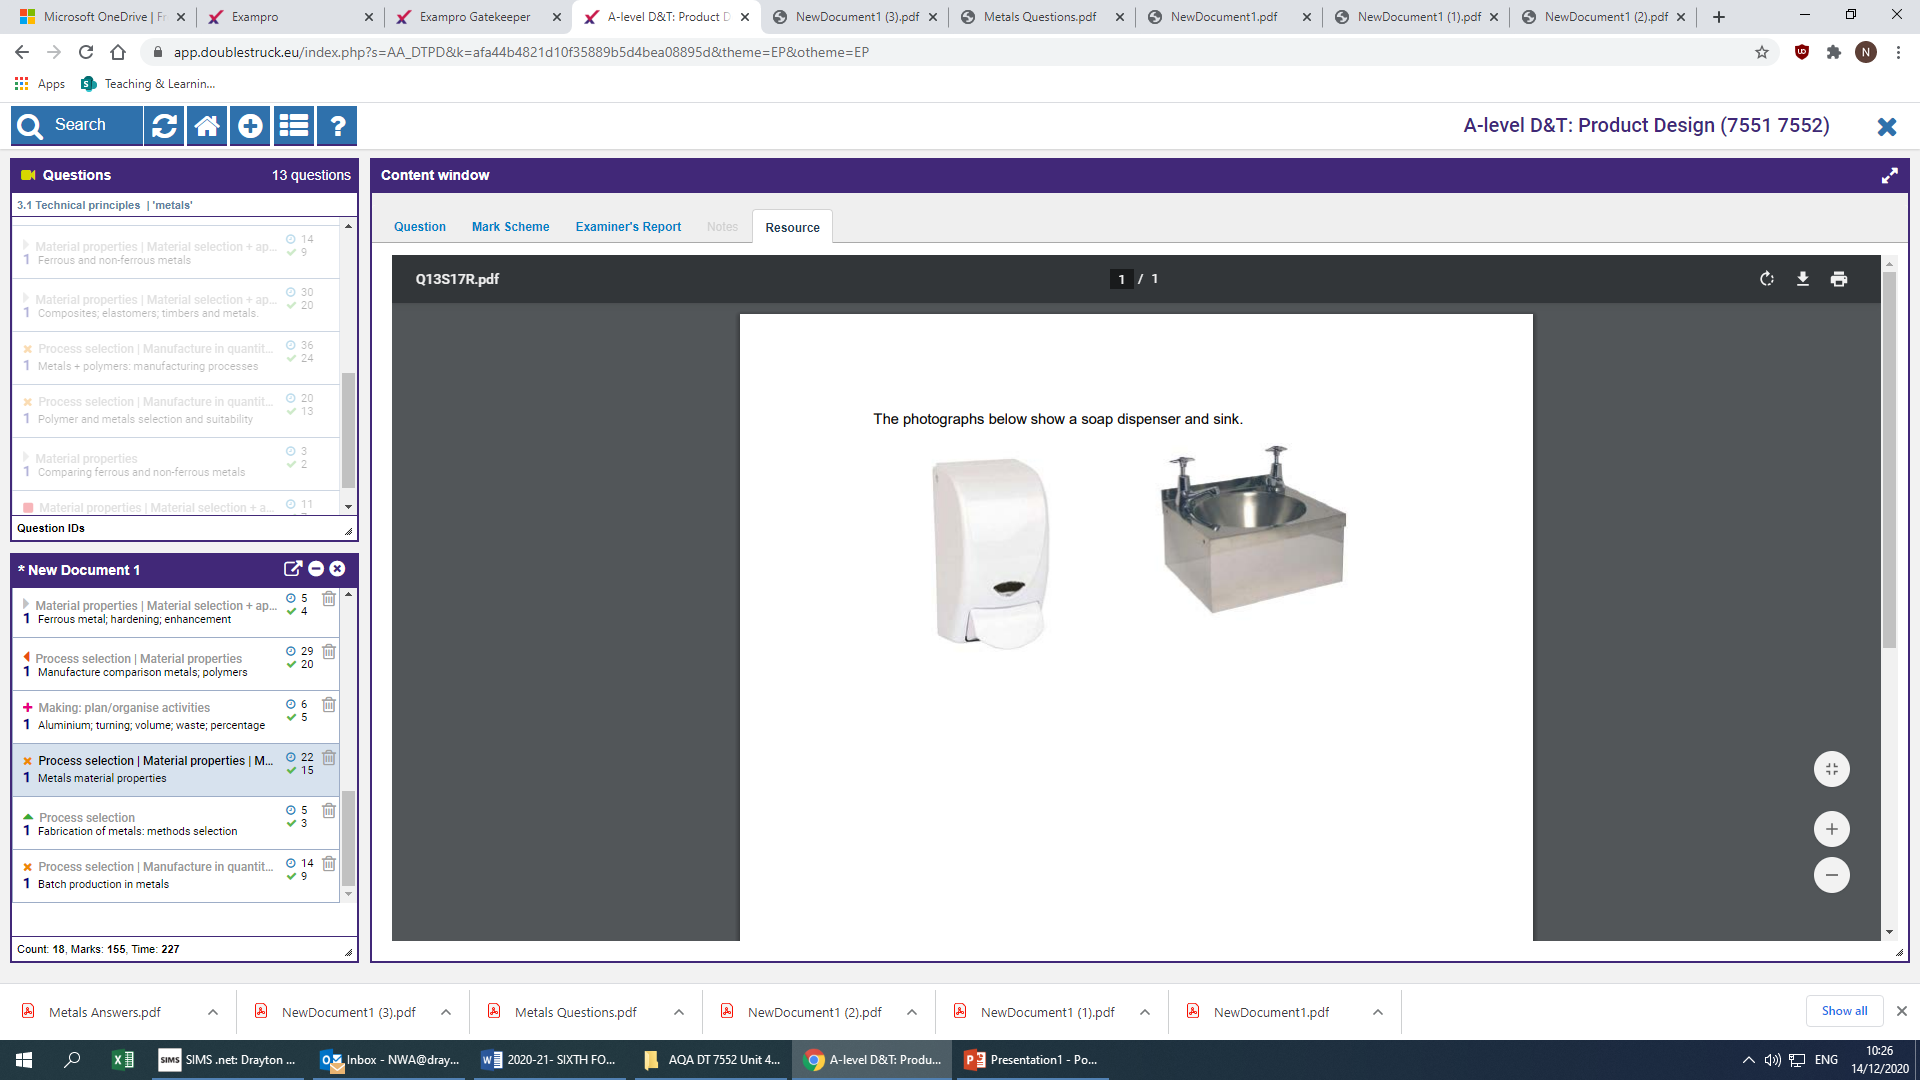 Microsoft OneDrive | Fr
Exampro
Exampro Gatekeeper
A-level D&T: Product D
NewDocument1 (3).pdf
Metals Questions.pdf
NewDocument1.pdf
NewDocument1 (1).pdf
NewDocument1 (2).pdf
app.doublestruck.eu/index.php?s=AA_DTPD&k=afa44b4821d10f35889b5d4bea08895d&theme=EP&otheme=EP
N
Apps
Teaching & Learnin...
Search
?
A-level D&T: Product Design (7551 7552)
Questions
13 questions
3.1 Technical principles | 'metals'
Material properties | Material selection + ap...
14
1 Ferrous and non-ferrous metals
9
Material properties | Material selection + ap...
30
1 Composites; elastomers; timbers and metals.
20
Process selection | Manufacture in quantit...
36
1 Metals + polymers: manufacturing processes
24
Process selection | Manufacture in quantit...
20
1 Polymer and metals selection and suitability
13
Material properties
3
1 Comparing ferrous and non-ferrous metals
2
Material properties | Material selection + a...
11
Question IDs
* New Document 1
Material properties | Material selection + ap...
5
1 Ferrous metal; hardening; enhancement
4
Process selection | Material properties
29
1 Manufacture comparison metals; polymers
20
Making: plan/organise activities
6
1 Aluminium; turning; volume; waste; percentage
5
Process selection | Material properties | M...
22
1 Metals material properties
15
Process selection
5
1 Fabrication of metals: methods selection
3
Process selection | Manufacture in quantit...
14
1 Batch production in metals
9
Count: 18, Marks: 155, Time: 227
Content window
Question
Mark Scheme
Examiner's Report
Notes
Resource
Q13S17R.pdf
1 / 1
The photographs below show a soap dispenser and sink.
Metals Answers.pdf
NewDocument1 (3).pdf
Metals Questions.pdf
NewDocument1 (2).pdf
NewDocument1 (1).pdf
NewDocument1.pdf
Show all
SIMS .net: Drayton ...
Inbox - NWA@dray...
2020-21- SIXTH FO...
AQA DT 7552 Unit 4...
A-level D&T: Produ...
Presentation1 - Po...
ENG
10:26
14/12/2020